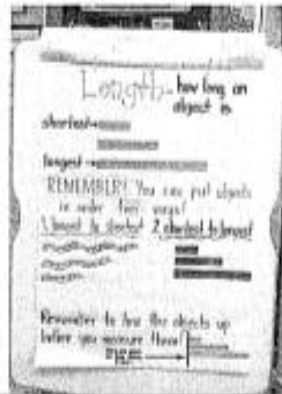 Length - how long an
object is
shortest→
longest→
REMEMBER! You can put objects
in order two ways!
1. longest to shortest 2. shortest to longest
Remember to line the objects up
before you measure them!